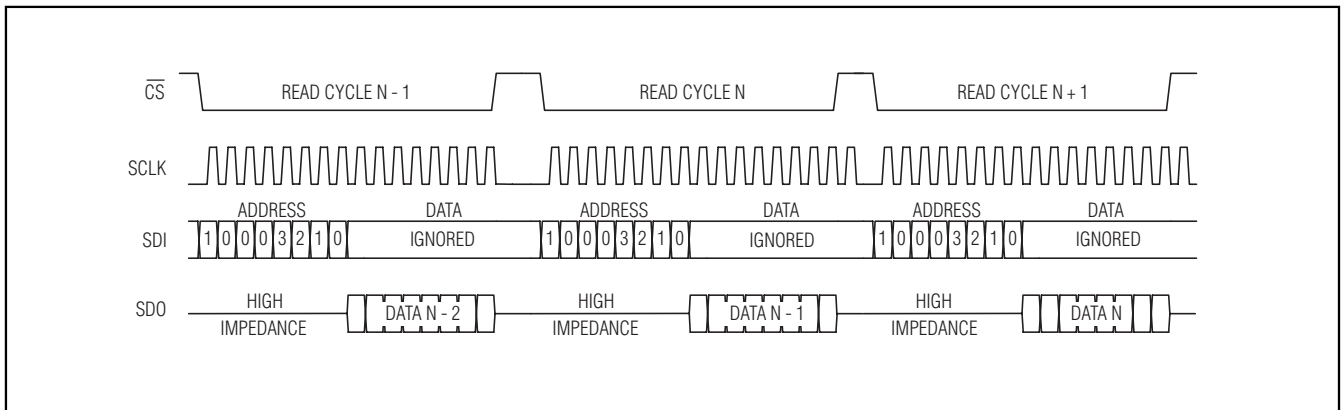 CS READ CYCLE N - 1 READ CYCLE N READ CYCLE N + 1
SCLK
ADDRESS DATA ADDRESS DATA ADDRESS DATA
SDI 1 0 0 0 3 2 1 0 IGNORED 1 0 0 0 3 2 1 0 IGNORED 1 0 0 0 3 2 1 0 IGNORED
SDO HIGH IMPEDANCE DATA N - 2 HIGH IMPEDANCE DATA N - 1 HIGH IMPEDANCE DATA N